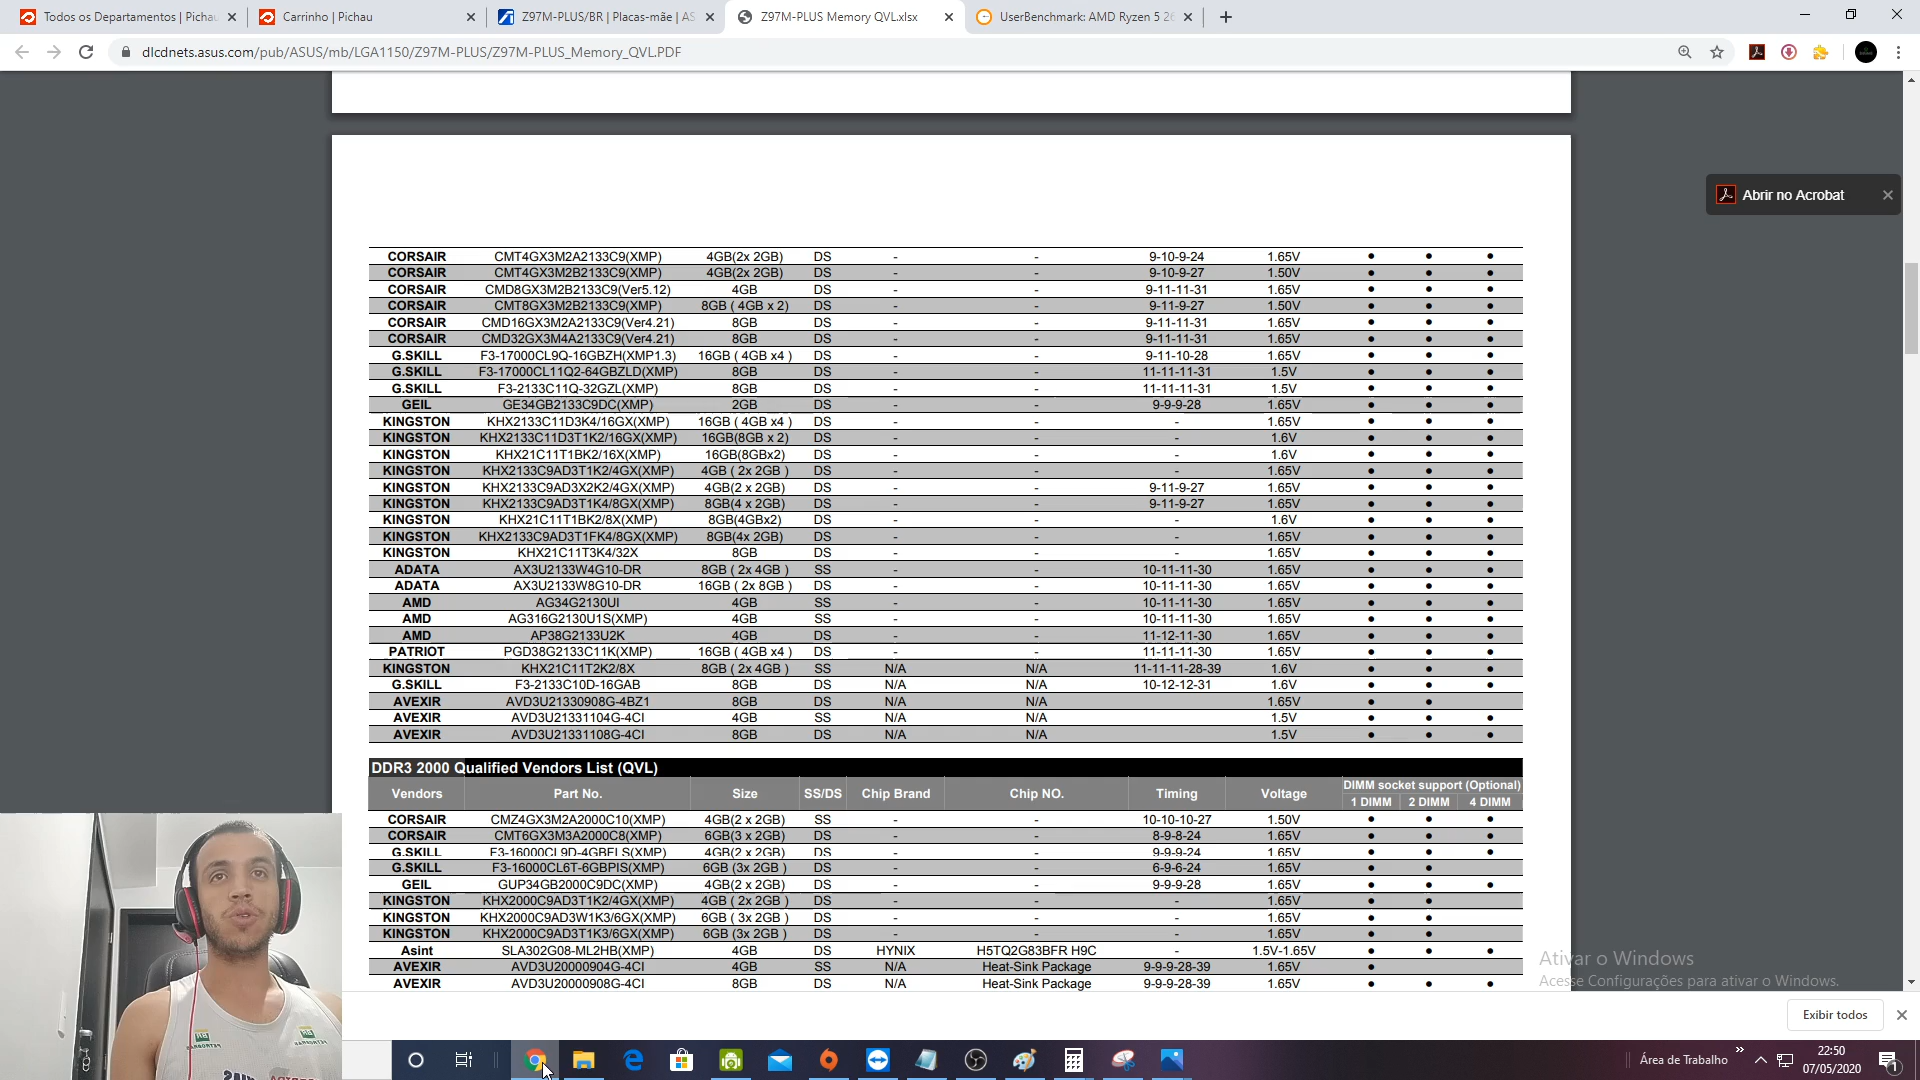 Todos os Departamentos | Pichau
Carrinho | Pichau
Z97M-PLUS/BR | Placas-mãe | AS
Z97M-PLUS Memory QVL.xlsx
UserBenchmark: AMD Ryzen 5 26
dlcdnets.asus.com/pub/ASUS/mb/LGA1150/Z97M-PLUS/Z97M-PLUS_Memory_QVL.PDF
Abrir no Acrobat
CORSAIR CMT4GX3M2A2133C9(XMP) 4GB(2x 2GB) DS - - 9-10-9-24 1.65V ● ● ●
CORSAIR CMT4GX3M2B2133C9(XMP) 4GB(2x 2GB) DS - - 9-10-9-27 1.50V ● ● ●
CORSAIR CMD8GX3M2B2133C9(Ver5.12) 4GB DS - - 9-11-11-31 1.65V ● ● ●
CORSAIR CMT8GX3M2B2133C9(XMP) 8GB ( 4GB x 2) DS - - 9-11-9-27 1.50V ● ● ●
CORSAIR CMD16GX3M2A2133C9(Ver4.21) 8GB DS - - 9-11-11-31 1.65V ● ● ●
CORSAIR CMD32GX3M4A2133C9(Ver4.21) 8GB DS - - 9-11-11-31 1.65V ● ● ●
G.SKILL F3-17000CL9Q-16GBZH(XMP1.3) 16GB ( 4GB x4 ) DS - - 9-11-10-28 1.65V ● ● ●
G.SKILL F3-17000CL11Q2-64GBZLD(XMP) 8GB DS - - 11-11-11-31 1.5V ● ● ●
G.SKILL F3-2133C11Q-32GZL(XMP) 8GB DS - - 11-11-11-31 1.5V ● ● ●
GEIL GE34GB2133C9DC(XMP) 2GB DS - - 9-9-9-28 1.65V ● ● ●
KINGSTON KHX2133C11D3K4/16GX(XMP) 16GB ( 4GB x4 ) DS - - - 1.65V ● ● ●
KINGSTON KHX2133C11D3T1K2/16GX(XMP) 16GB(8GB x 2) DS - - - 1.6V ● ● ●
KINGSTON KHX21C11T1BK2/16X(XMP) 16GB(8GBx2) DS - - - 1.6V ● ● ●
KINGSTON KHX2133C9AD3T1K2/4GX(XMP) 4GB ( 2x 2GB ) DS - - - 1.65V ● ● ●
KINGSTON KHX2133C9AD3X2K2/4GX(XMP) 4GB(2 x 2GB) DS - - 9-11-9-27 1.65V ● ● ●
KINGSTON KHX2133C9AD3T1K4/8GX(XMP) 8GB(4 x 2GB) DS - - 9-11-9-27 1.65V ● ● ●
KINGSTON KHX21C11T1BK2/8X(XMP) 8GB(4GBx2) DS - - - 1.6V ● ● ●
KINGSTON KHX2133C9AD3T1FK4/8GX(XMP) 8GB(4x 2GB) DS - - - 1.65V ● ● ●
KINGSTON KHX21C11T3K4/32X 8GB DS - - - 1.65V ● ● ●
ADATA AX3U2133W4G10-DR 8GB ( 2x 4GB ) SS - - 10-11-11-30 1.65V ● ● ●
ADATA AX3U2133W8G10-DR 16GB ( 2x 8GB ) DS - - 10-11-11-30 1.65V ● ● ●
AMD AG34G2130UI 4GB SS - - 10-11-11-30 1.65V ● ● ●
AMD AG316G2130U1S(XMP) 4GB SS - - 10-11-11-30 1.65V ● ● ●
AMD AP38G2133U2K 4GB DS - - 11-12-11-30 1.65V ● ● ●
PATRIOT PGD38G2133C11K(XMP) 16GB ( 4GB x4 ) DS - - 11-11-11-30 1.65V ● ● ●
KINGSTON KHX21C11T2K2/8X 8GB ( 2x 4GB ) SS N/A N/A 11-11-11-28-39 1.6V ● ● ●
G.SKILL F3-2133C10D-16GAB 8GB DS N/A N/A 10-12-12-31 1.6V ● ● ●
AVEXIR AVD3U21330908G-4BZ1 8GB DS N/A N/A 1.65V ● ●
AVEXIR AVD3U21331104G-4CI 4GB SS N/A N/A 1.5V ● ● ●
AVEXIR AVD3U21331108G-4CI 8GB DS N/A N/A 1.5V ● ● ●
DDR3 2000 Qualified Vendors List (QVL)
Vendors Part No. Size SS/DS Chip Brand Chip NO. Timing Voltage DIMM socket support (Optional)
1 DIMM 2 DIMM 4 DIMM
CORSAIR CMZ4GX3M2A2000C10(XMP) 4GB(2 x 2GB) SS - - 10-10-10-27 1.50V ● ● ●
CORSAIR CMT6GX3M3A2000C8(XMP) 6GB(3 x 2GB) DS - - 8-9-8-24 1.65V ● ● ●
G.SKILL F3-16000CL9D-4GBFLS(XMP) 4GB(2 x 2GB) DS - - 9-9-9-24 1.65V ● ● ●
G.SKILL F3-16000CL6T-6GBPIS(XMP) 6GB (3x 2GB ) DS - - 6-9-6-24 1.65V ● ●
GEIL GUP34GB2000C9DC(XMP) 4GB(2 x 2GB) DS - - 9-9-9-28 1.65V ● ● ●
KINGSTON KHX2000C9AD3T1K2/4GX(XMP) 4GB ( 2x 2GB ) DS - - - 1.65V ● ●
KINGSTON KHX2000C9AD3W1K3/6GX(XMP) 6GB ( 3x 2GB ) DS - - - 1.65V ● ●
KINGSTON KHX2000C9AD3T1K3/6GX(XMP) 6GB (3x 2GB ) DS - - - 1.65V ● ●
Asint SLA302G08-ML2HB(XMP) 4GB DS HYNIX H5TQ2G83BFR H9C - 1.5V-1.65V ● ● ●
AVEXIR AVD3U20000904G-4CI 4GB SS N/A Heat-Sink Package 9-9-9-28-39 1.65V ●
AVEXIR AVD3U20000908G-4CI 8GB DS N/A Heat-Sink Package 9-9-9-28-39 1.65V ● ● ●
Ativar o Windows
Acesse Configurações para ativar o Windows.
Exibir todos
BR BR
PETROBRAS
Área de Trabalho
22:50
07/05/2020
1